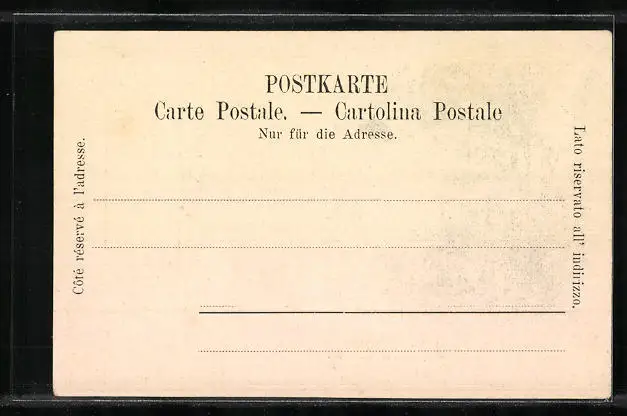 POSTKARTE
Carte Postale. — Cartolina Postale
Nur für die Adresse.
Côté réservé à l'adresse.
Lato riservato all' indirizzo.